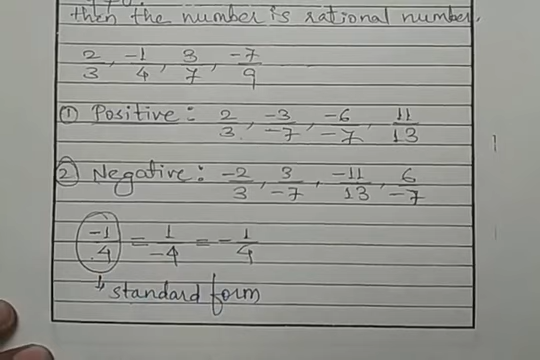 then the number is rational number.
2/3, -1/4, 3/7, -7/9
① Positive: 2/3, -3/-7, -6/-7, 11/13
② Negative: -2/3, 3/-7, -11/13, 6/-7
-1/4 = 1/-4 = -1/4
↳ standard form